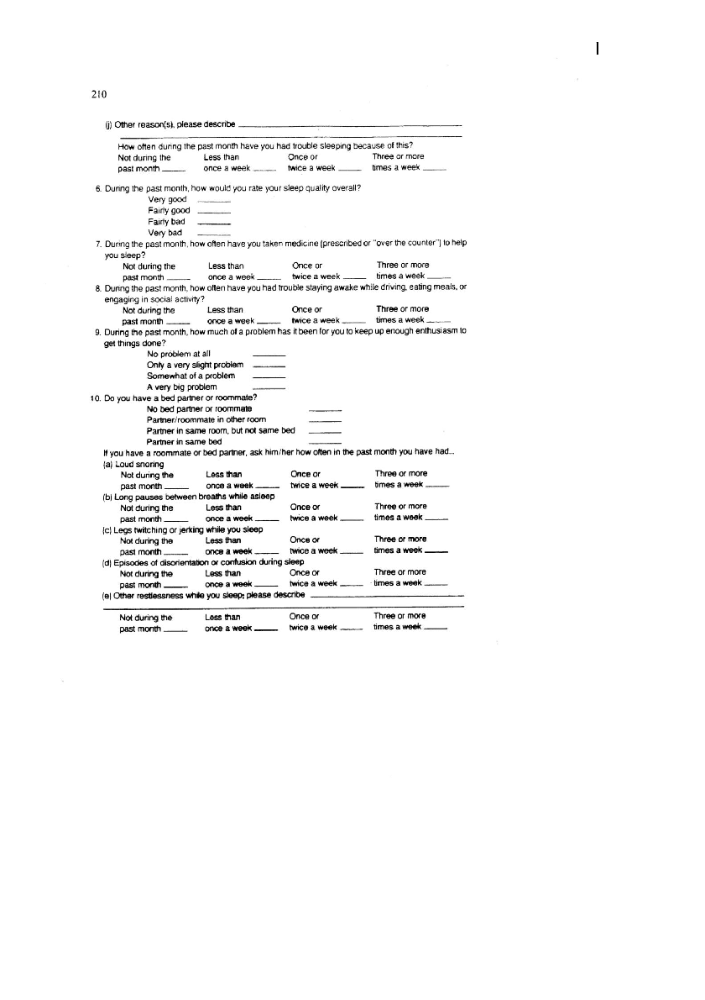 210
(j) Other reason(s), please describe ____
____
How often during the past month have you had trouble sleeping because of this?
Not during the Less than Once or Three or more
past month ____ once a week ____ twice a week ____ times a week ____
6. During the past month, how would you rate your sleep quality overall?
Very good ____
Fairly good ____
Fairly bad ____
Very bad ____
7. During the past month, how often have you taken medicine (prescribed or "over the counter") to help
you sleep?
Not during the Less than Once or Three or more
past month ____ once a week ____ twice a week ____ times a week ____
8. During the past month, how often have you had trouble staying awake while driving, eating meals, or
engaging in social activity?
Not during the Less than Once or Three or more
past month ____ once a week ____ twice a week ____ times a week ____
9. During the past month, how much of a problem has it been for you to keep up enough enthusiasm to
get things done?
No problem at all ____
Only a very slight problem ____
Somewhat of a problem ____
A very big problem ____
10. Do you have a bed partner or roommate?
No bed partner or roommate ____
Partner/roommate in other room ____
Partner in same room, but not same bed ____
Partner in same bed ____
If you have a roommate or bed partner, ask him/her how often in the past month you have had...
(a) Loud snoring
Not during the Less than Once or Three or more
past month ____ once a week ____ twice a week ____ times a week ____
(b) Long pauses between breaths while asleep
Not during the Less than Once or Three or more
past month ____ once a week ____ twice a week ____ times a week ____
(c) Legs twitching or jerking while you sleep
Not during the Less than Once or Three or more
past month ____ once a week ____ twice a week ____ times a week ____
(d) Episodes of disorientation or confusion during sleep
Not during the Less than Once or Three or more
past month ____ once a week ____ twice a week ____ times a week ____
(e) Other restlessness while you sleep; please describe ____
____
Not during the Less than Once or Three or more
past month ____ once a week ____ twice a week ____ times a week ____